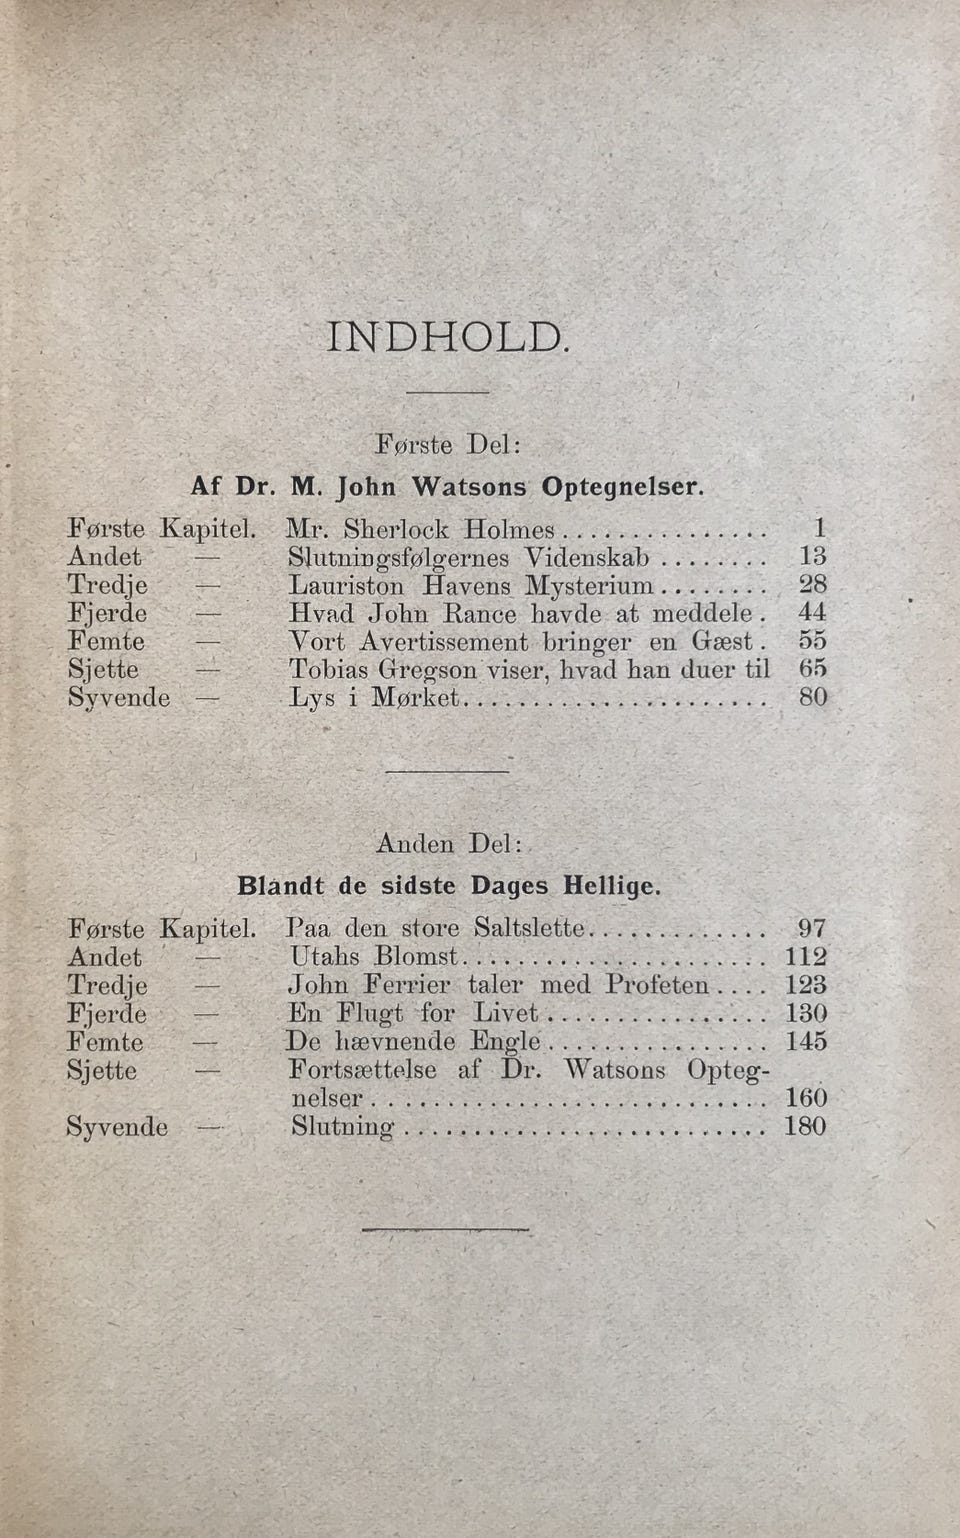 INDHOLD.
Første Del:
Af Dr. M. John Watsons Optegnelser.
Første Kapitel. Mr. Sherlock Holmes ............... 1
Andet — Slutningsfølgernes Videnskab ........ 13
Tredje — Lauriston Havens Mysterium ........ 28
Fjerde — Hvad John Rance havde at meddele . 44
Femte — Vort Avertissement bringer en Gæst . 55
Sjette — Tobias Gregson viser, hvad han duer til 65
Syvende — Lys i Mørket ...................... 80
Anden Del:
Blandt de sidste Dages Hellige.
Første Kapitel. Paa den store Saltslette ............. 97
Andet — Utahs Blomst ...................... 112
Tredje — John Ferrier taler med Profeten .... 123
Fjerde — En Flugt for Livet ................ 130
Femte — De hævnende Engle ................ 145
Sjette — Fortsættelse af Dr. Watsons Opteg-
nelser ............................. 160
Syvende — Slutning .......................... 180